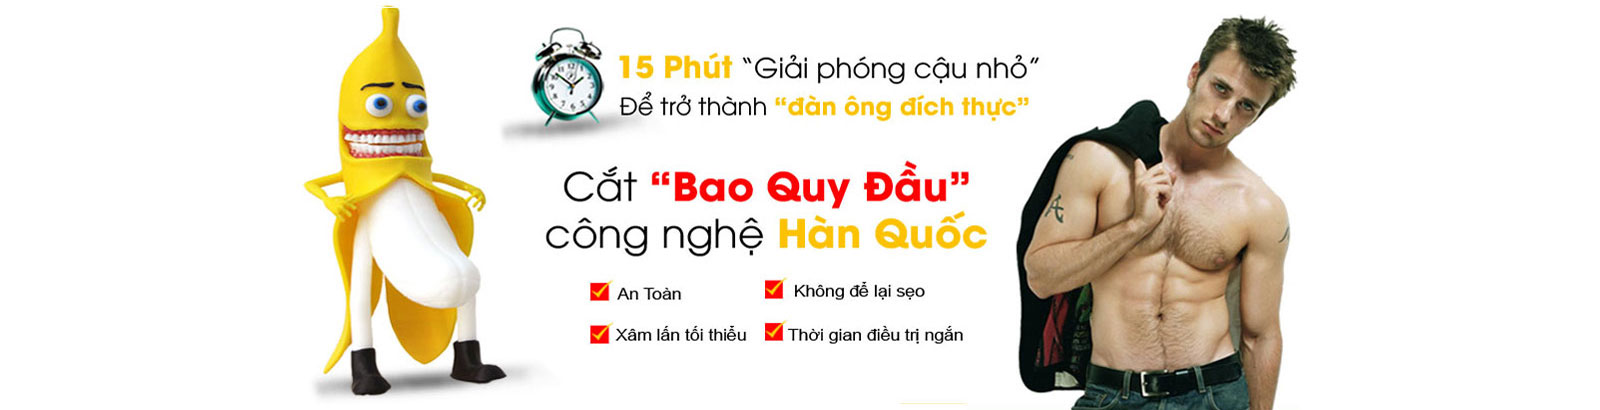 15 Phút “Giải phóng cậu nhỏ”
Để trở thành “đàn ông đích thực”
Cắt “Bao Quy Đầu”
công nghệ Hàn Quốc
An Toàn
Không để lại sẹo
Xâm lấn tối thiểu
Thời gian điều trị ngắn